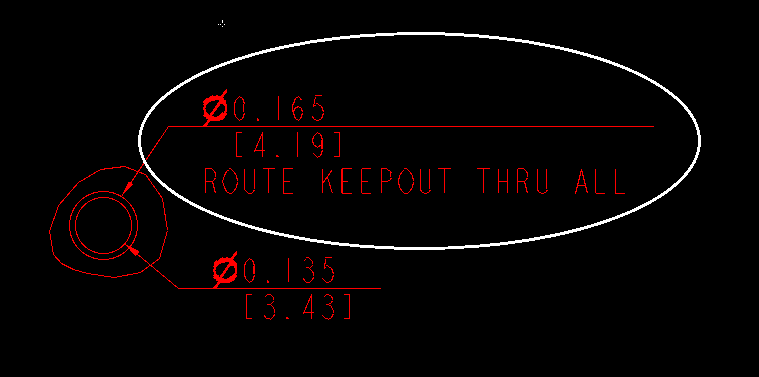 Ø0.165
[4.19]
ROUTE KEEPOUT THRU ALL
Ø0.135
[3.43]